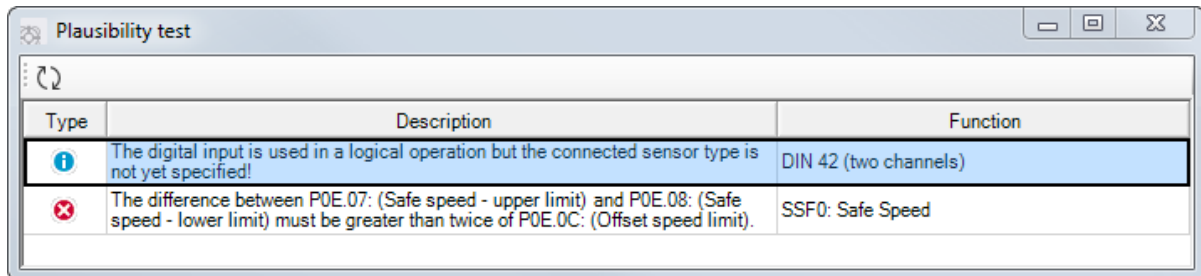 Plausibility test
Type Description Function
The digital input is used in a logical operation but the connected sensor type is
not yet specified!
DIN 42 (two channels)
The difference between P0E.07: (Safe speed - upper limit) and P0E.08: (Safe
speed - lower limit) must be greater than twice of P0E.0C: (Offset speed limit).
SSF0: Safe Speed